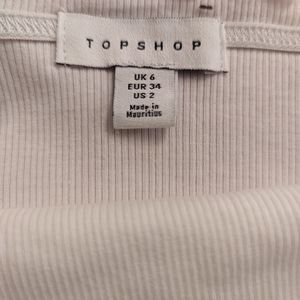 TOPSHOP
UK 6
EUR 34
US 2
Made in
Mauritius